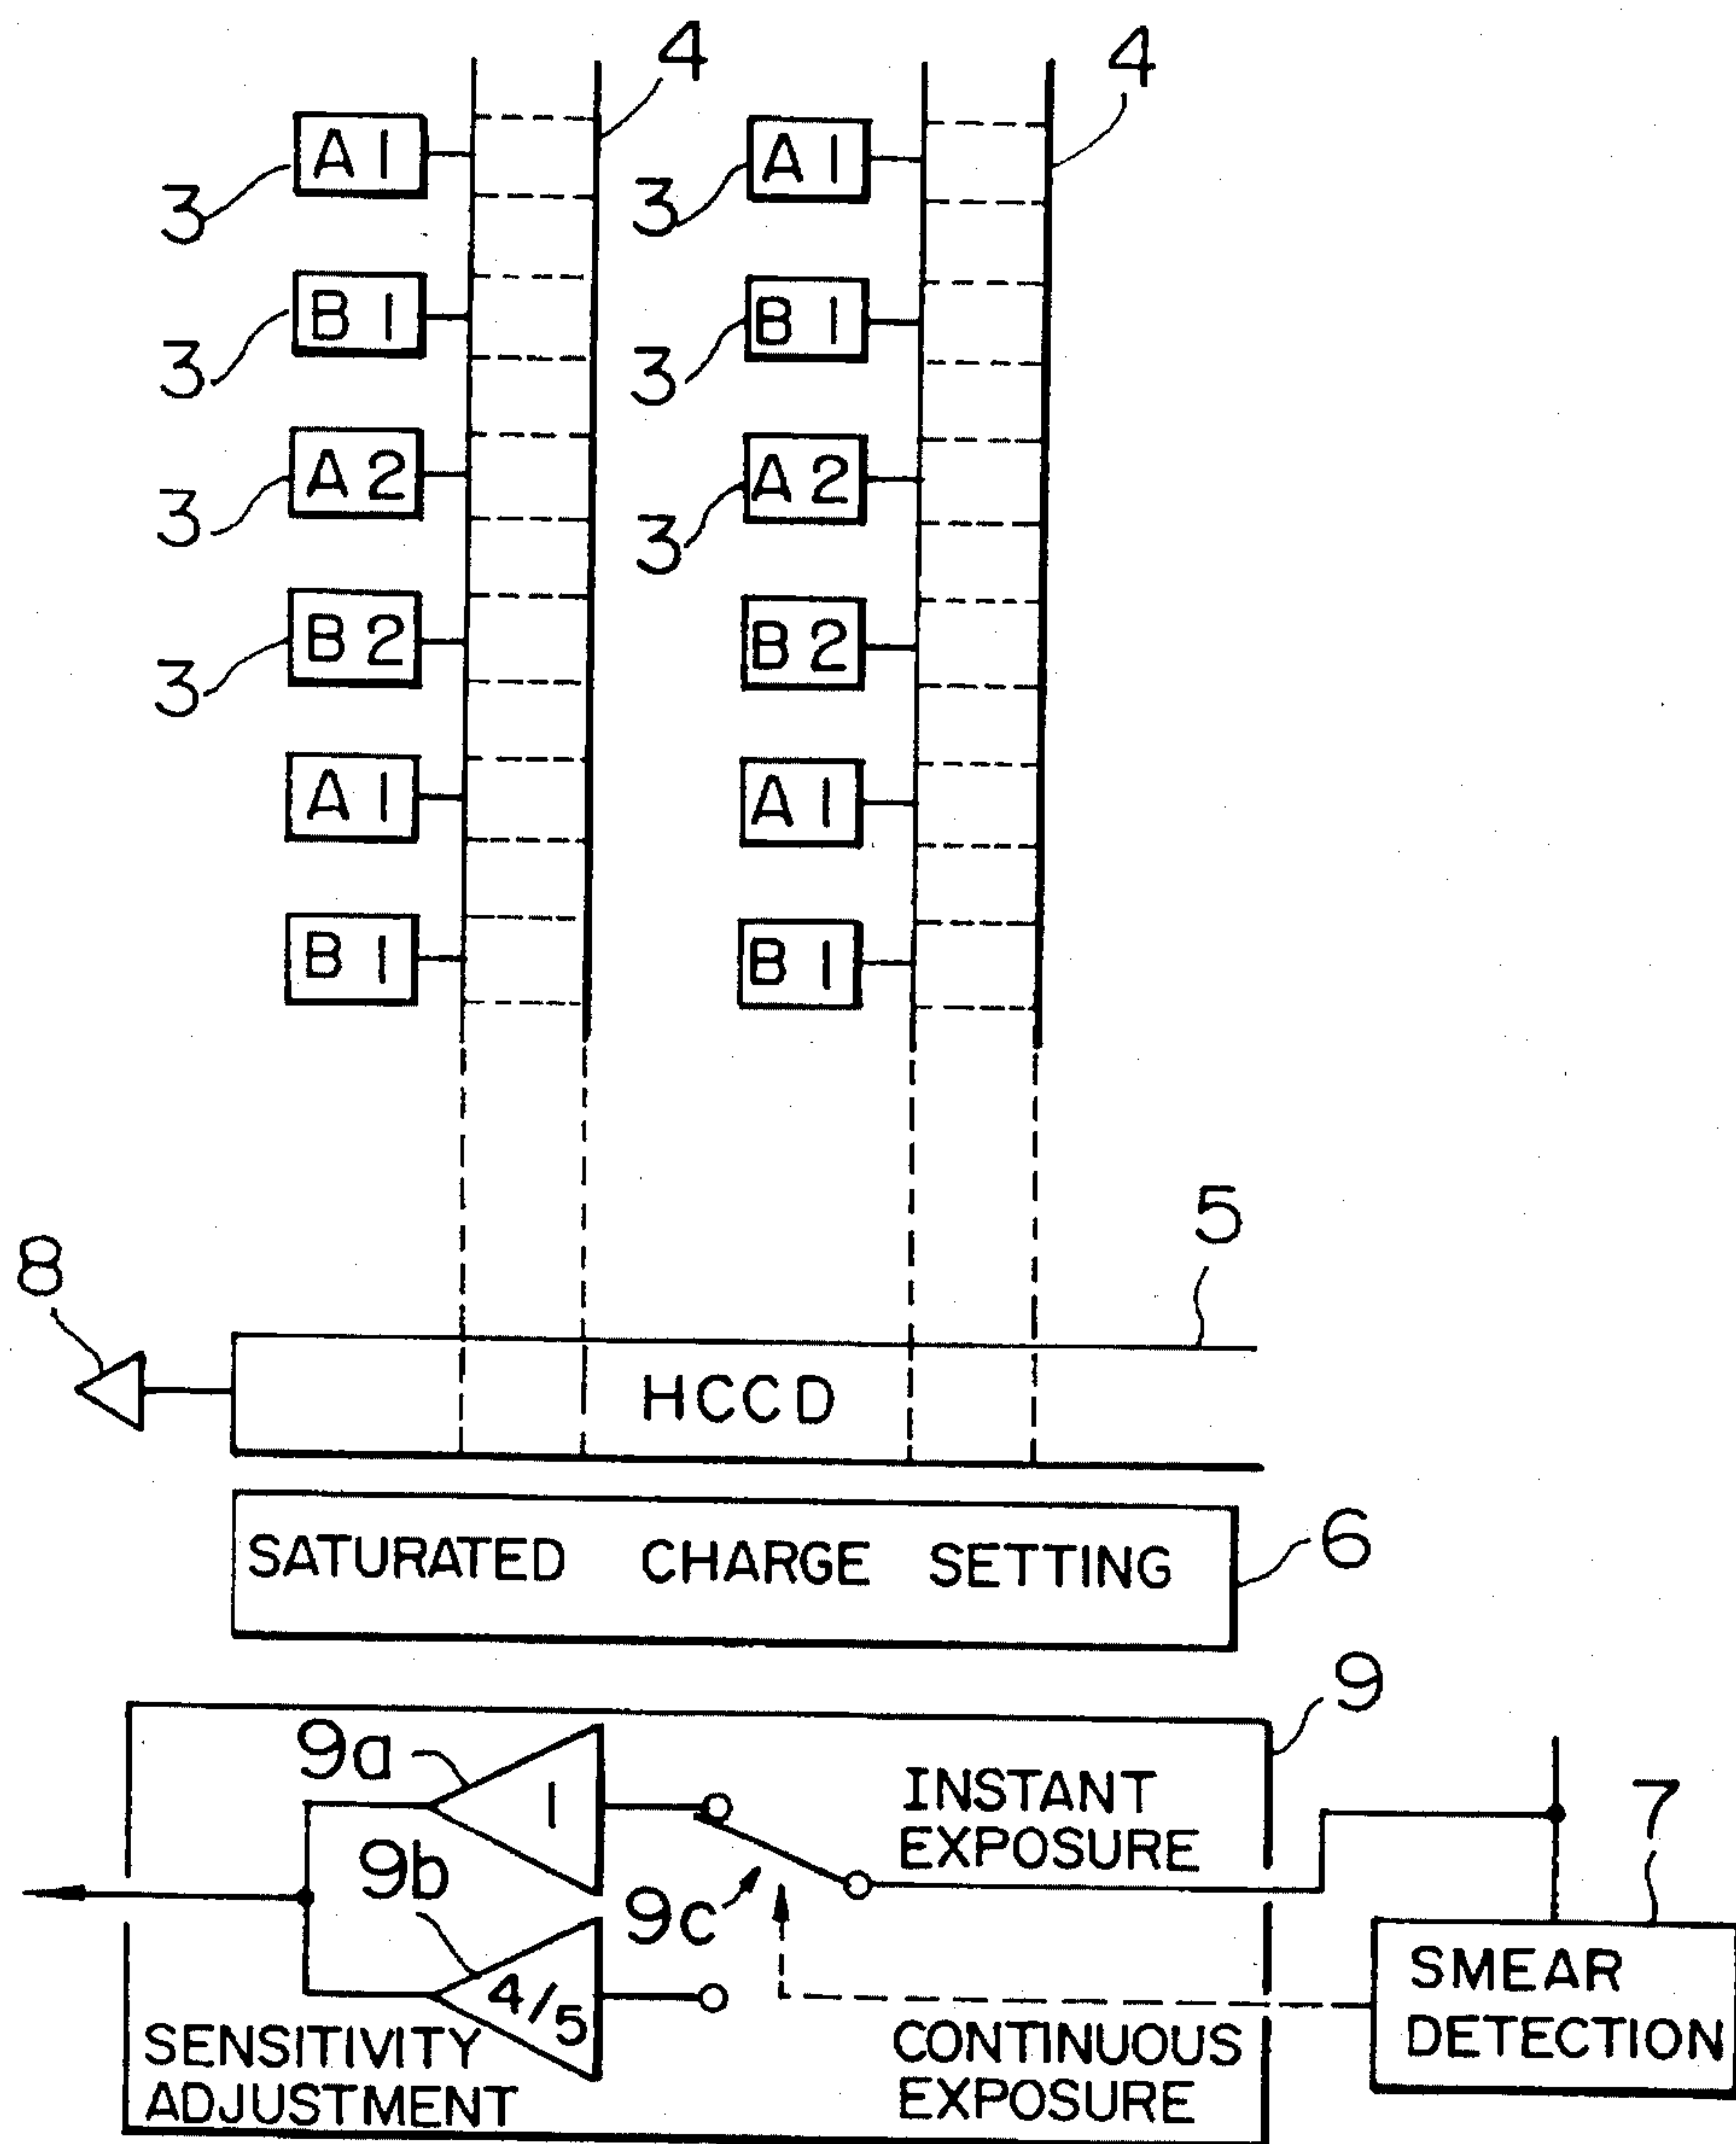 4 4
A1 A1
3 3
B1 B1
3 3
A2 A2
3 3
B2 B2
3
A1 A1
B1 B1
5
8
HCCD
SATURATED CHARGE SETTING 6
9
9a
1
INSTANT
EXPOSURE
7
9b
9c
4/5
SMEAR
DETECTION
SENSITIVITY
ADJUSTMENT
CONTINUOUS
EXPOSURE